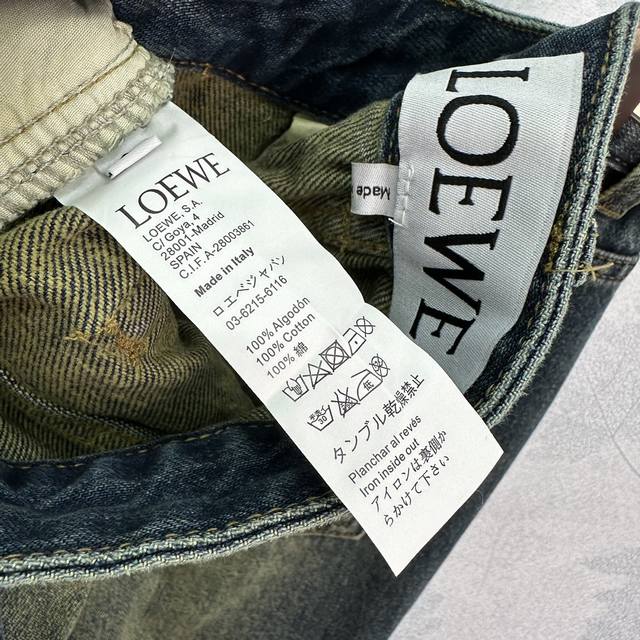 LOEWE
LOEWE, S.A.
C/Goya, 4
28001-Madrid
SPAIN
C.I.F.A-28003861
Made in Italy
ロエベジャパン
03-6215-6116
100% Algodón
100% Cotton
100% 綿
タンブル乾燥禁止
Planchar al revés
Iron inside out
アイロンは裏側か
らかけて下さい
Made
LOEWE